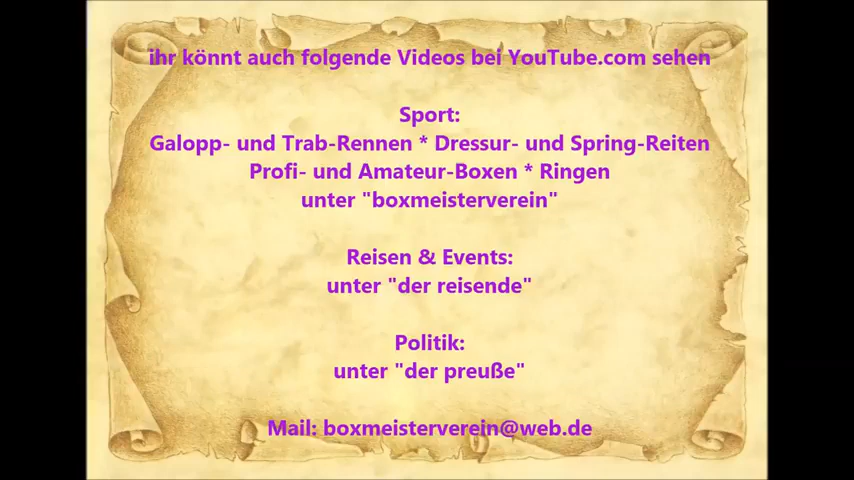 ihr könnt auch folgende Videos bei YouTube.com sehen
Sport:
Galopp- und Trab-Rennen * Dressur- und Spring-Reiten
Profi- und Amateur-Boxen * Ringen
unter "boxmeisterverein"
Reisen & Events:
unter "der reisende"
Politik:
unter "der preuße"
Mail: boxmeisterverein@web.de